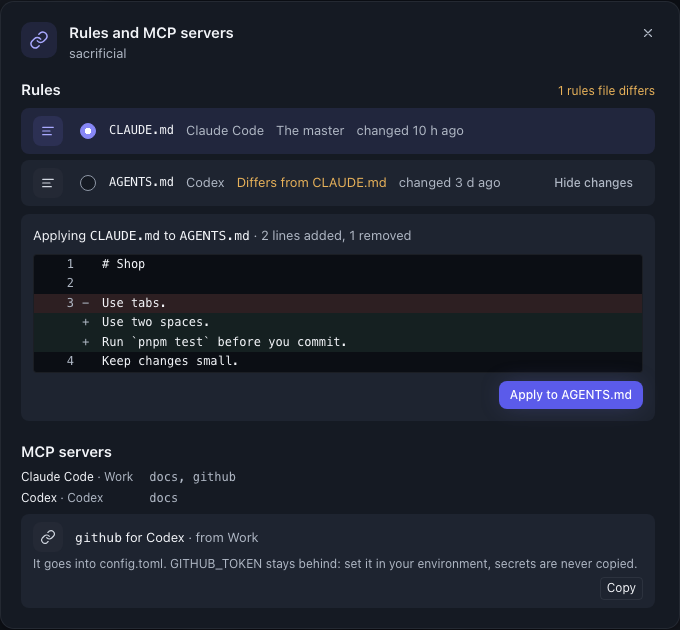 Rules and MCP servers
sacrificial
Rules
1 rules file differs
CLAUDE.md Claude Code The master changed 10 h ago
AGENTS.md Codex Differs from CLAUDE.md changed 3 d ago Hide changes
Applying CLAUDE.md to AGENTS.md · 2 lines added, 1 removed
1 # Shop
2
3 − Use tabs.
+ Use two spaces.
+ Run `pnpm test` before you commit.
4 Keep changes small.
Apply to AGENTS.md
MCP servers
Claude Code · Work docs, github
Codex · Codex docs
github for Codex · from Work
It goes into config.toml. GITHUB_TOKEN stays behind: set it in your environment, secrets are never copied.
Copy